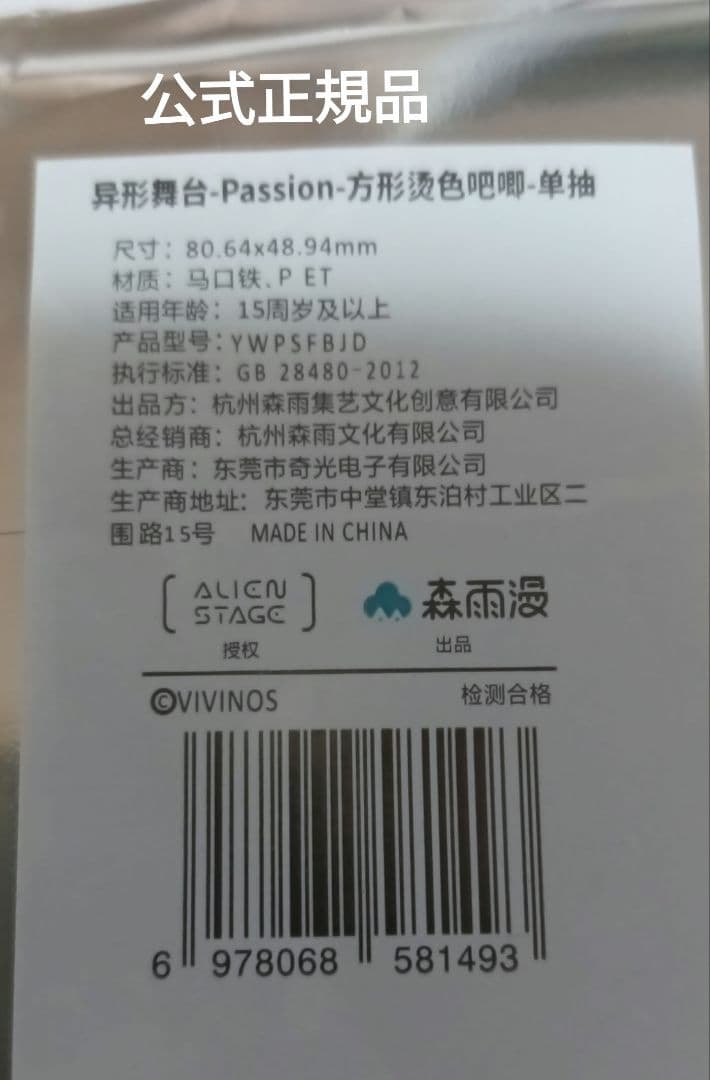 公式正規品
异形舞台-Passion-方形烫色吧唧-单抽
尺寸：80.64x48.94mm
材质：马口铁、P ET
适用年龄：15周岁及以上
产品型号：YWPSFBJD
执行标准：GB 28480-2012
出品方：杭州森雨集艺文化创意有限公司
总经销商：杭州森雨文化有限公司
生产商：东莞市奇光电子有限公司
生产商地址：东莞市中堂镇东泊村工业区二
围路15号 MADE IN CHINA
ALIEN STAGE
授权
森雨漫
出品
©VIVINOS
检测合格
6 978068 581493